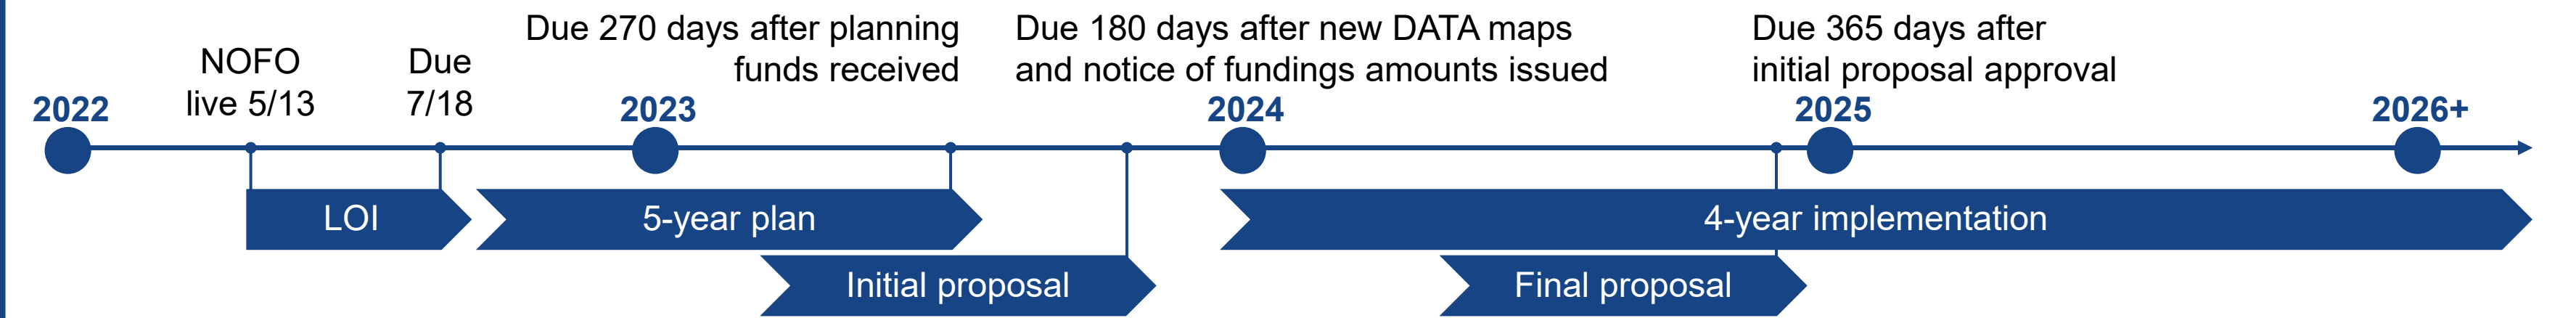 NOFO
live 5/13
Due
7/18
Due 270 days after planning
funds received
Due 180 days after new DATA maps
and notice of fundings amounts issued
Due 365 days after
initial proposal approval
2022
2023
2024
2025
2026+
LOI
5-year plan
4-year implementation
Initial proposal
Final proposal